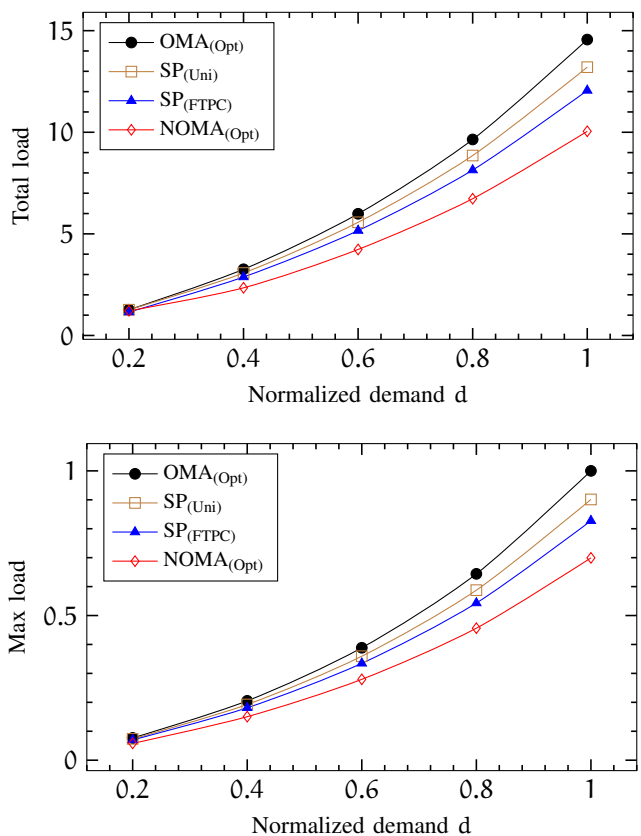 15
10
5
0
Total load
OMA(Opt)
SP(Uni)
SP(FTPC)
NOMA(Opt)
0.2 0.4 0.6 0.8 1
Normalized demand d
1
0.5
0
Max load
OMA(Opt)
SP(Uni)
SP(FTPC)
NOMA(Opt)
0.2 0.4 0.6 0.8 1
Normalized demand d